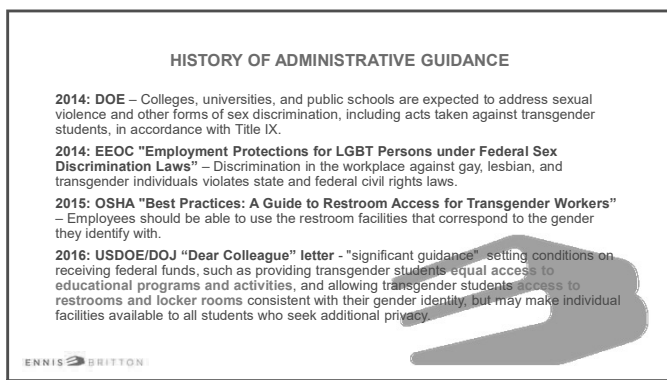 HISTORY OF ADMINISTRATIVE GUIDANCE
2014: DOE – Colleges, universities, and public schools are expected to address sexual
violence and other forms of sex discrimination, including acts taken against transgender
students, in accordance with Title IX.
2014: EEOC "Employment Protections for LGBT Persons under Federal Sex
Discrimination Laws” – Discrimination in the workplace against gay, lesbian, and
transgender individuals violates state and federal civil rights laws.
2015: OSHA "Best Practices: A Guide to Restroom Access for Transgender Workers”
– Employees should be able to use the restroom facilities that correspond to the gender
they identify with.
2016: USDOE/DOJ “Dear Colleague” letter - "significant guidance" setting conditions on
receiving federal funds, such as providing transgender students equal access to
educational programs and activities, and allowing transgender students access to
restrooms and locker rooms consistent with their gender identity, but may make individual
facilities available to all students who seek additional privacy.
ENNIS BRITTON